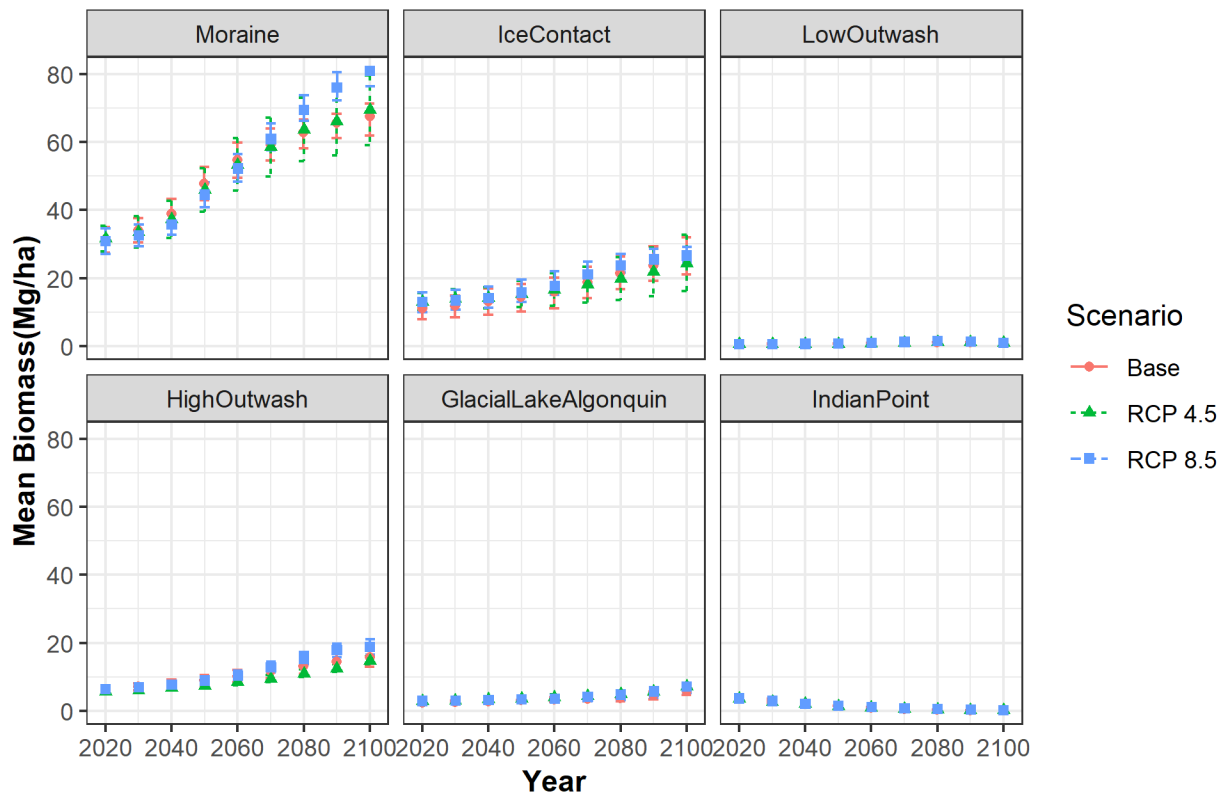 Moraine IceContact LowOutwash
80
60
40
20
0
HighOutwash GlacialLakeAlgonquin IndianPoint
80
60
40
20
0
2020 2040 2060 2080 2100 2020 2040 2060 2080 2100 2020 2040 2060 2080 2100
Year
Mean Biomass(Mg/ha)
Scenario
Base
RCP 4.5
RCP 8.5